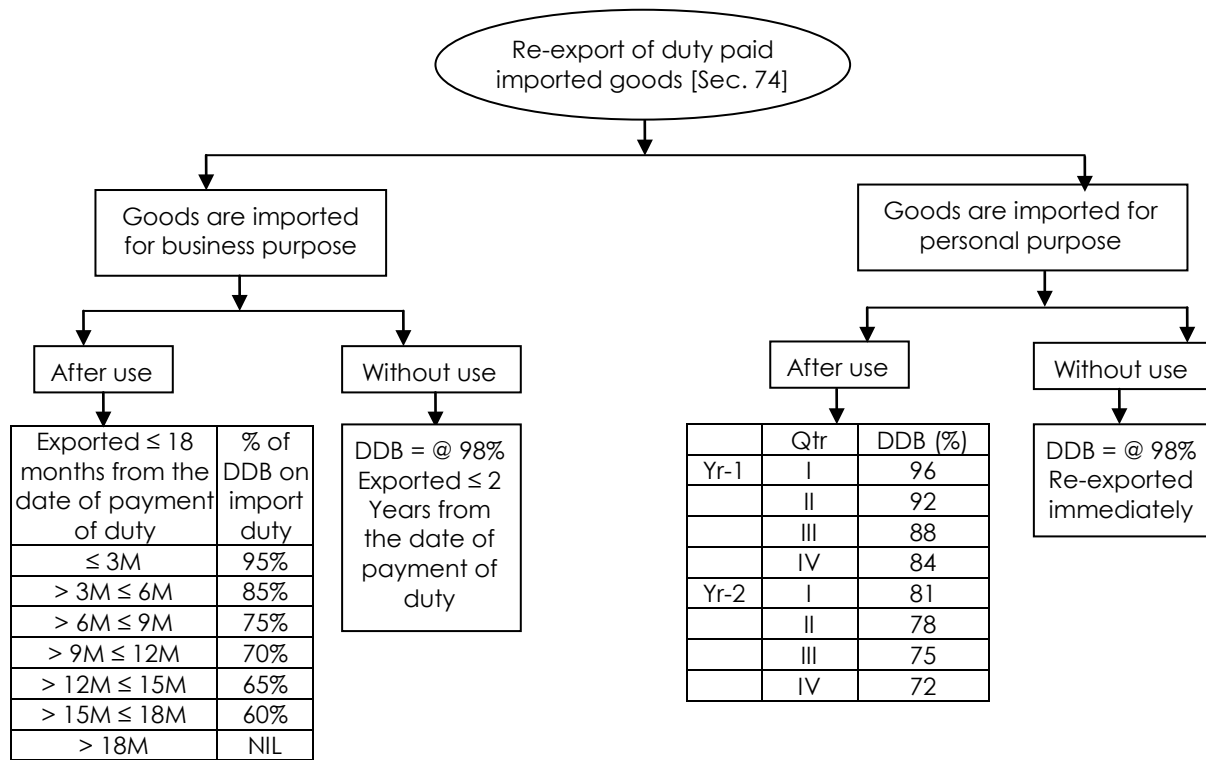 Re-export of duty paid
imported goods [Sec. 74]
Goods are imported
for business purpose
Goods are imported for
personal purpose
After use
Without use
After use
Without use
Exported ≤ 18
months from the
date of payment
of duty
% of
DDB on
import
duty
≤ 3M 95%
> 3M ≤ 6M 85%
> 6M ≤ 9M 75%
> 9M ≤ 12M 70%
> 12M ≤ 15M 65%
> 15M ≤ 18M 60%
> 18M NIL
DDB = @ 98%
Exported ≤ 2
Years from
the date of
payment of
duty
Qtr DDB (%)
Yr-1 I 96
II 92
III 88
IV 84
Yr-2 I 81
II 78
III 75
IV 72
DDB = @ 98%
Re-exported
immediately